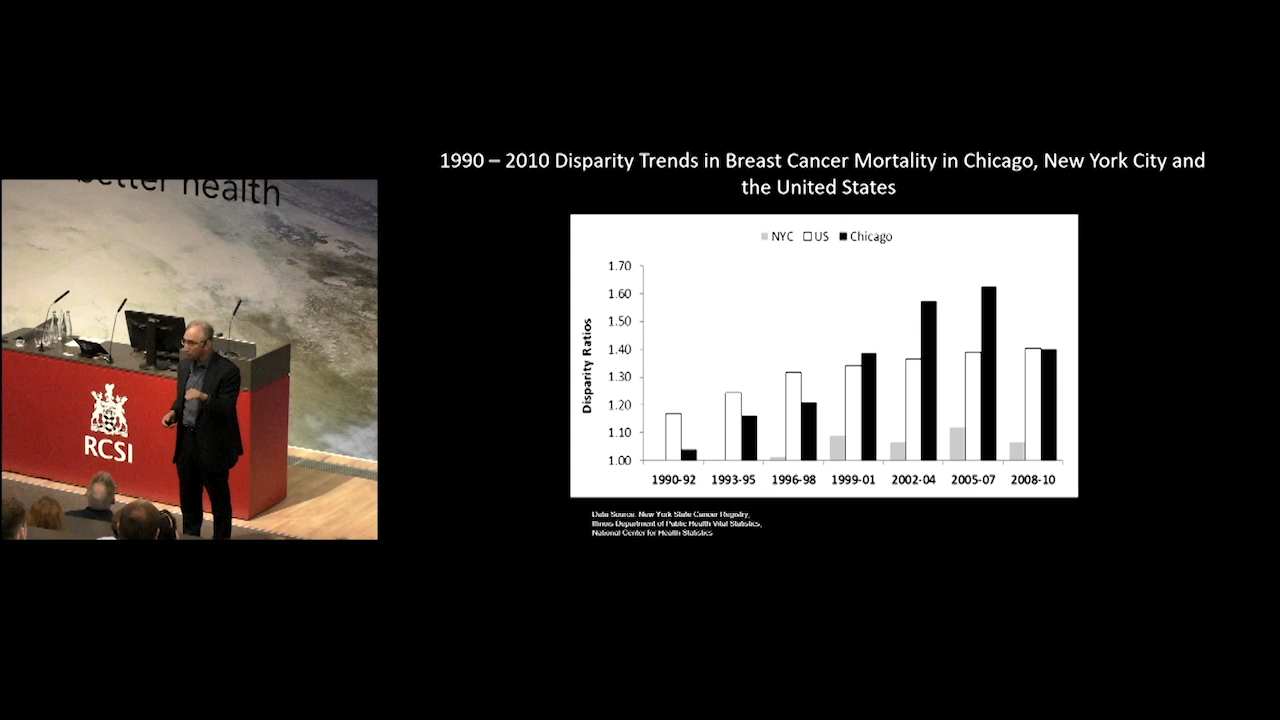 better health
RCSI
1990 – 2010 Disparity Trends in Breast Cancer Mortality in Chicago, New York City and
the United States
NYC US Chicago
Disparity Ratios
1.70
1.60
1.50
1.40
1.30
1.20
1.10
1.00
1990-92 1993-95 1996-98 1999-01 2002-04 2005-07 2008-10
Data Source: New York State Cancer Registry,
Illinois Department of Public Health Vital Statistics,
National Center for Health Statistics